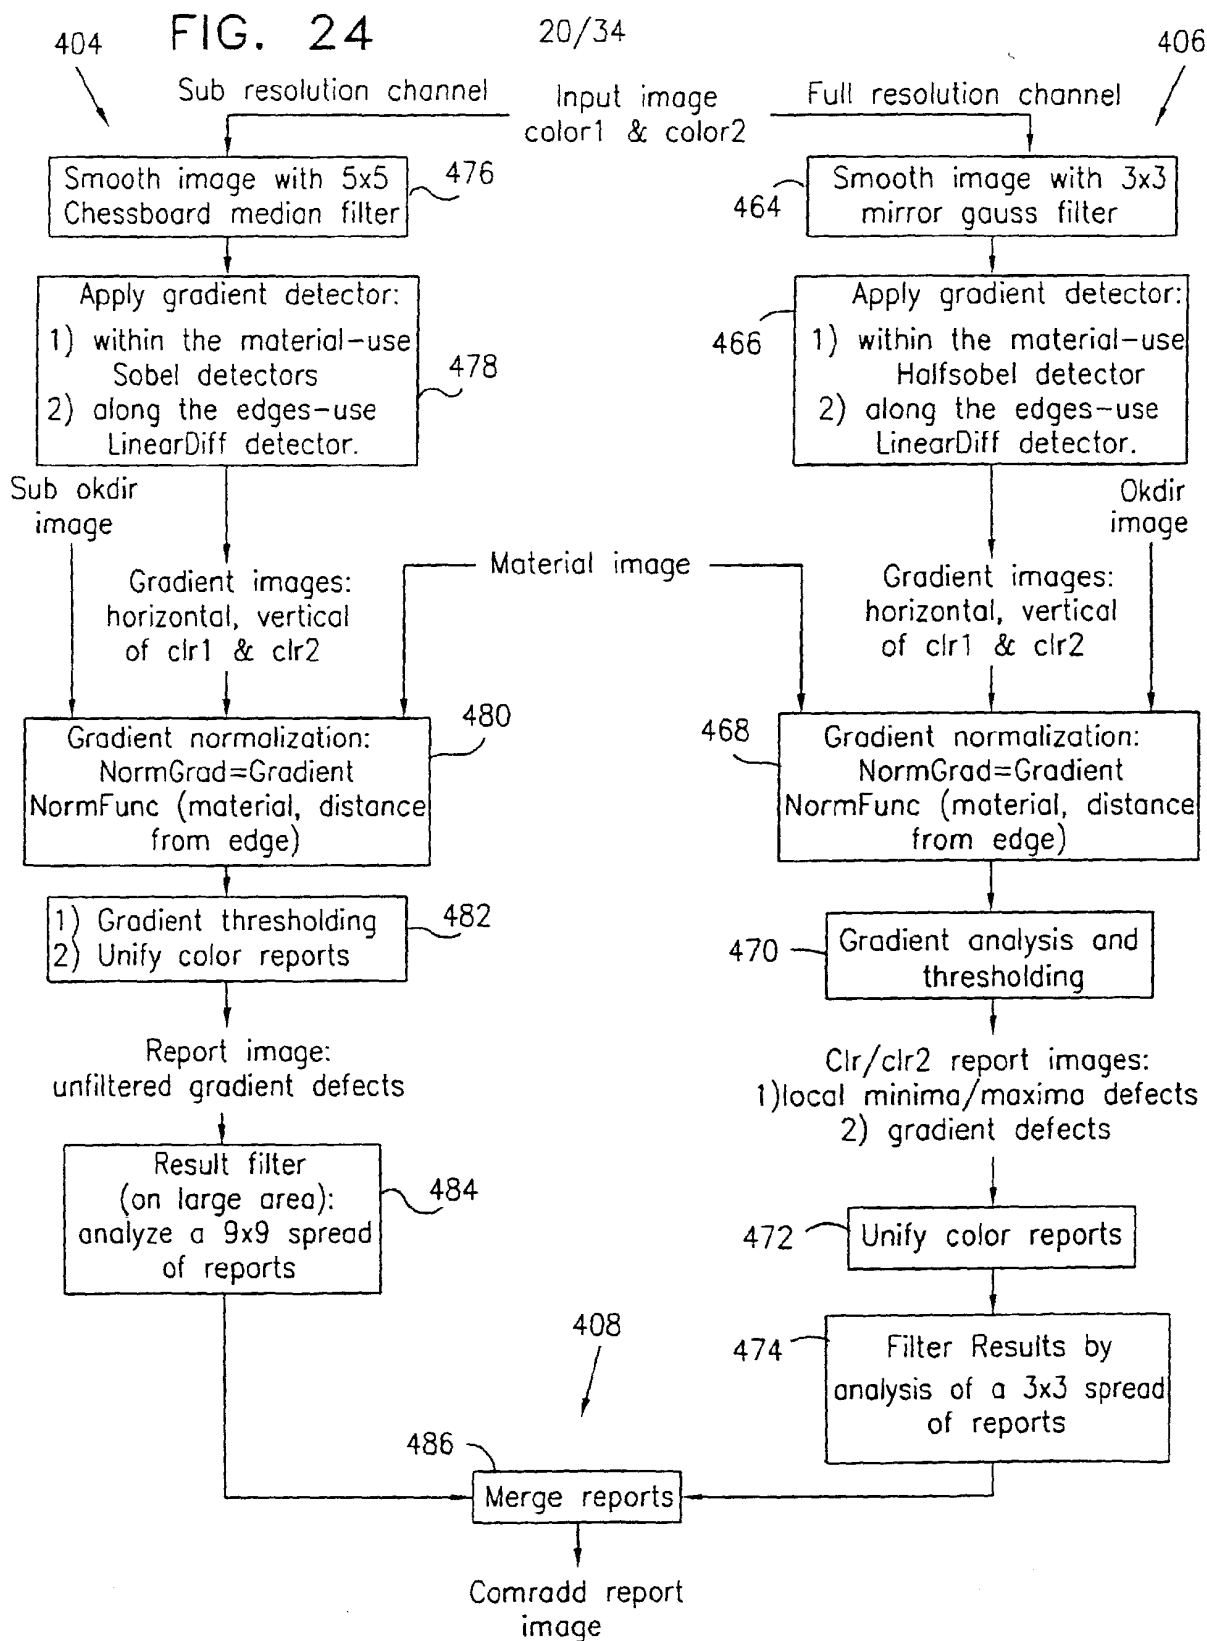 FIG. 24
20/34
404
406
Sub resolution channel
Input image
color1 & color2
Full resolution channel
Smooth image with 5x5
Chessboard median filter
476
464
Smooth image with 3x3
mirror gauss filter
Apply gradient detector:
1) within the material-use
Sobel detectors
2) along the edges-use
LinearDiff detector.
478
466
Apply gradient detector:
1) within the material-use
Halfsobel detector
2) along the edges-use
LinearDiff detector.
Sub okdir
image
Okdir
image
Gradient images:
horizontal, vertical
of clr1 & clr2
Material image
Gradient images:
horizontal, vertical
of clr1 & clr2
Gradient normalization:
NormGrad=Gradient
NormFunc (material, distance
from edge)
480
468
Gradient normalization:
NormGrad=Gradient
NormFunc (material, distance
from edge)
1) Gradient thresholding
2) Unify color reports
482
470
Gradient analysis and
thresholding
Report image:
unfiltered gradient defects
Clr/clr2 report images:
1)local minima/maxima defects
2) gradient defects
Result filter
(on large area):
analyze a 9x9 spread
of reports
484
472
Unify color reports
408
474
Filter Results by
analysis of a 3x3 spread
of reports
486
Merge reports
Comradd report
image